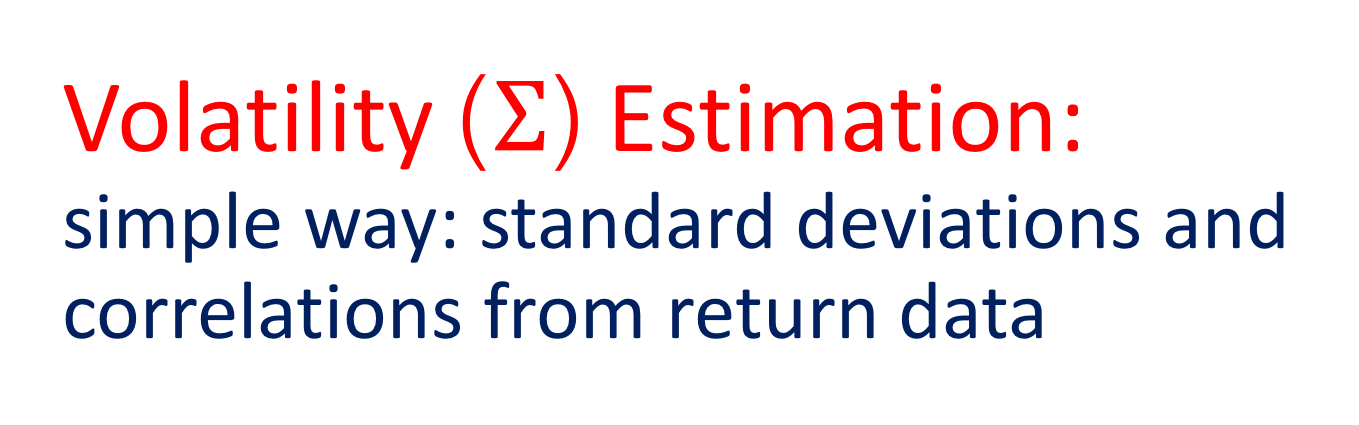 Volatility (Σ) Estimation:
simple way: standard deviations and
correlations from return data